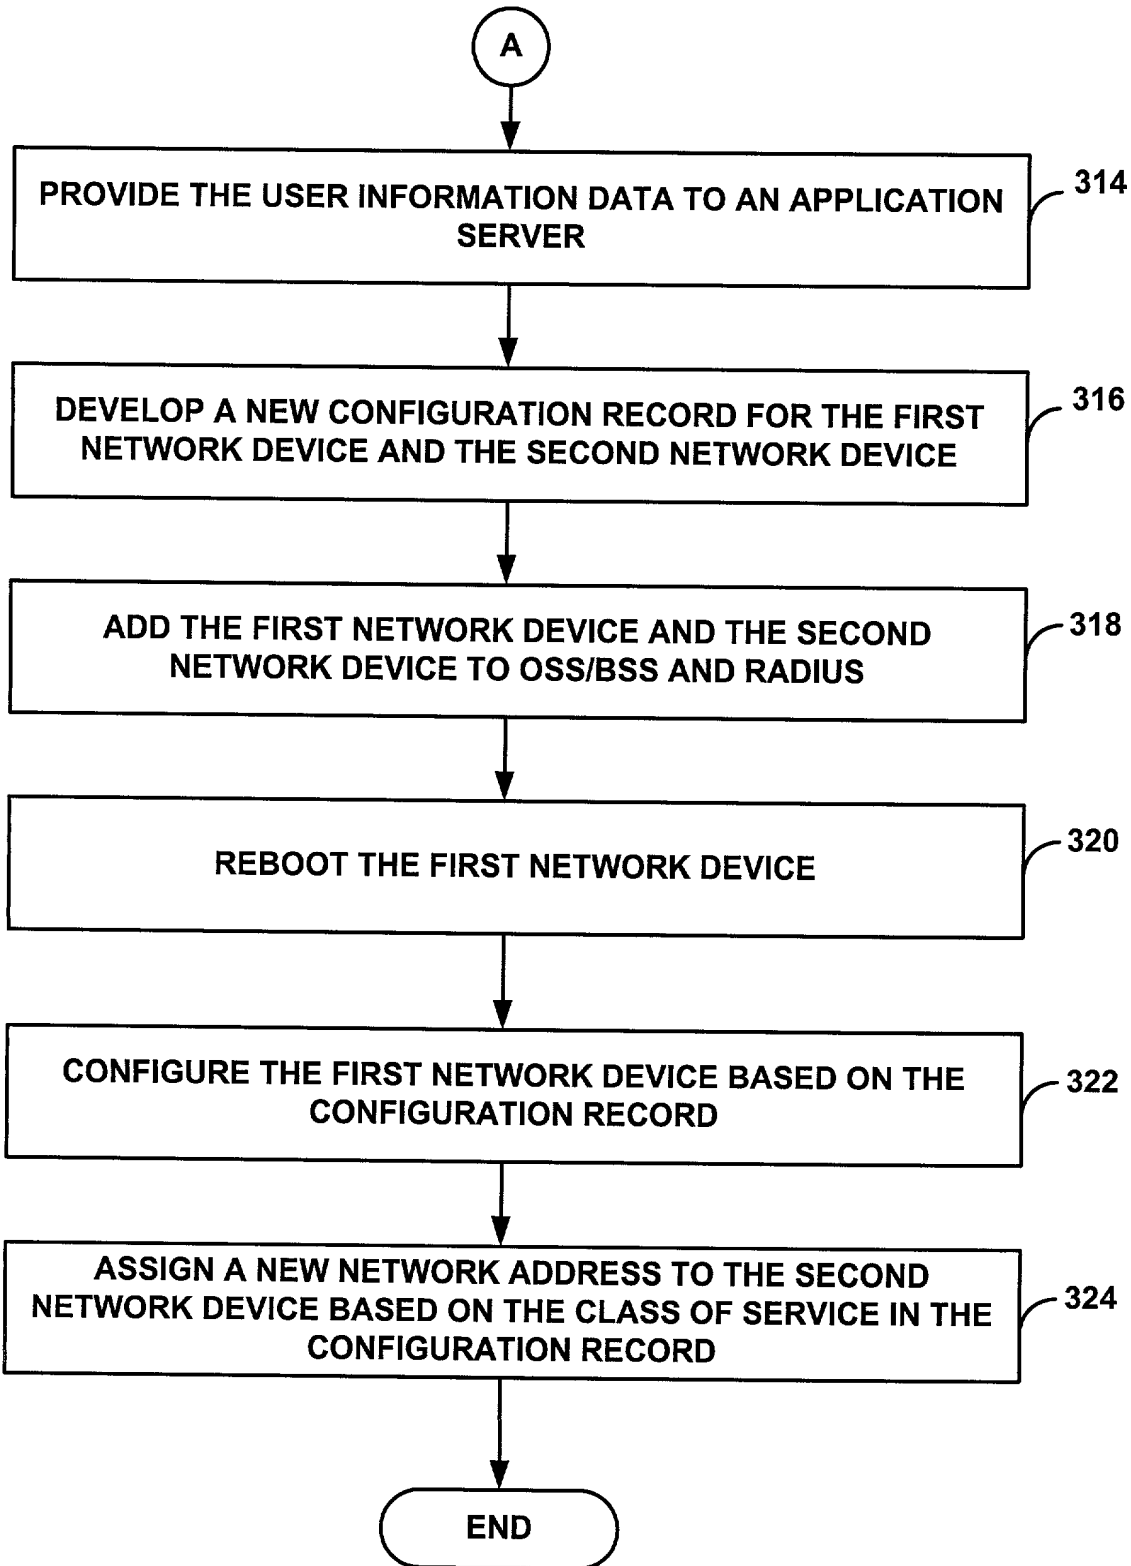 A
PROVIDE THE USER INFORMATION DATA TO AN APPLICATION
SERVER
314
DEVELOP A NEW CONFIGURATION RECORD FOR THE FIRST
NETWORK DEVICE AND THE SECOND NETWORK DEVICE
316
ADD THE FIRST NETWORK DEVICE AND THE SECOND
NETWORK DEVICE TO OSS/BSS AND RADIUS
318
REBOOT THE FIRST NETWORK DEVICE
320
CONFIGURE THE FIRST NETWORK DEVICE BASED ON THE
CONFIGURATION RECORD
322
ASSIGN A NEW NETWORK ADDRESS TO THE SECOND
NETWORK DEVICE BASED ON THE CLASS OF SERVICE IN THE
CONFIGURATION RECORD
324
END